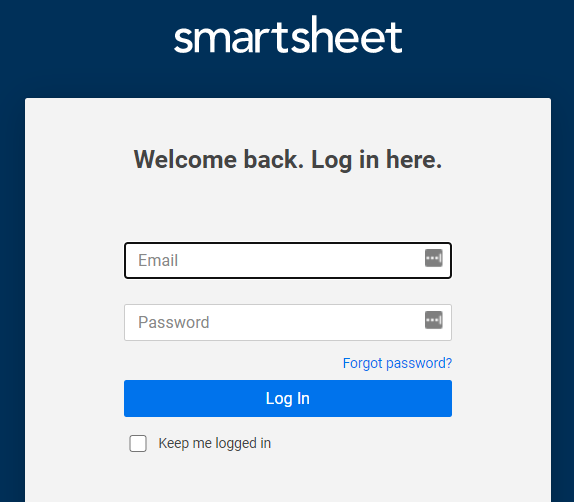 smartsheet
Welcome back. Log in here.
Email
Password
Forgot password?
Log In
Keep me logged in